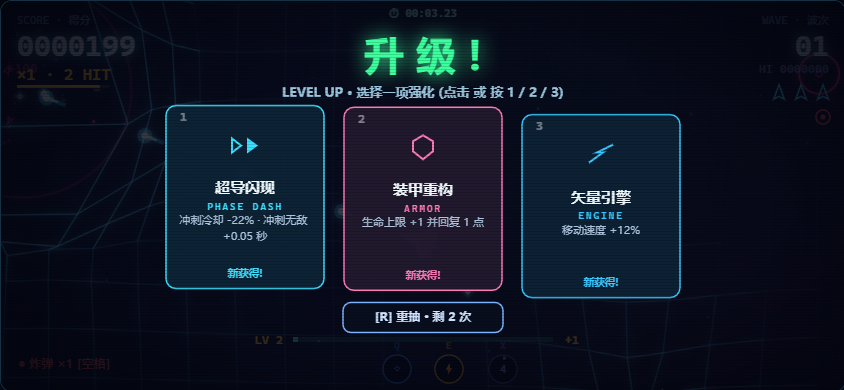 SCORE · 得分
00:03.23
WAVE · 波次
0000199
01
×1 · 2 HIT
HI 0000000
升级!
LEVEL UP • 选择一项强化 (点击 或 按 1 / 2 / 3)
1
超导闪现
PHASE DASH
冲刺冷却 -22% · 冲刺无敌
+0.05 秒
新获得!
2
装甲重构
ARMOR
生命上限 +1 并回复 1 点
新获得!
3
矢量引擎
ENGINE
移动速度 +12%
新获得!
[R] 重抽 • 剩 2 次
LV 2
+1
炸弹 ×1 [空格]
E
4